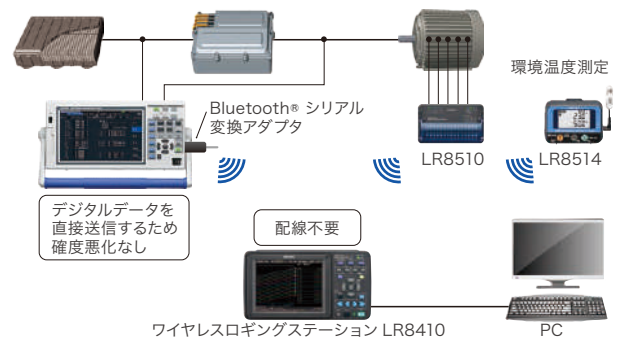 環境温度測定
Bluetooth® シリアル
変換アダプタ
LR8510
LR8514
デジタルデータを
直接送信するため
確度悪化なし
配線不要
ワイヤレスロギングステーション LR8410
PC